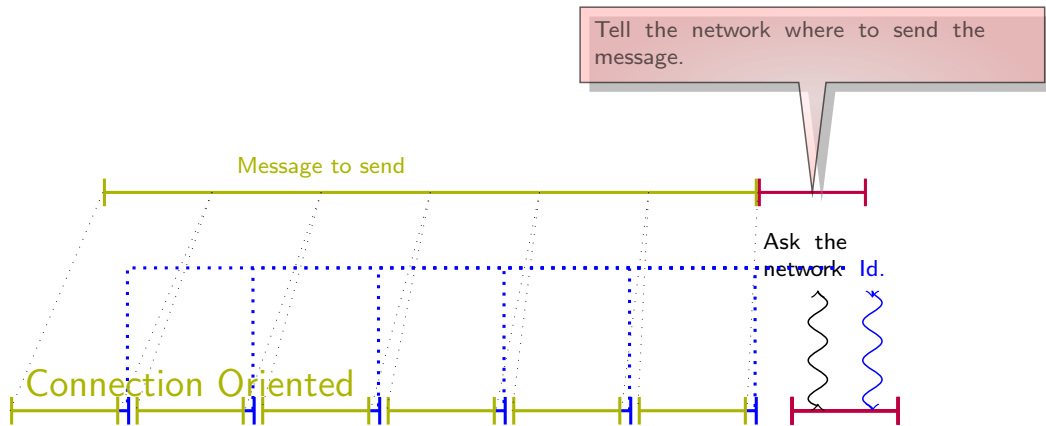 Tell the network where to send the
message.
Message to send
Ask the
network Id.
Connection Oriented